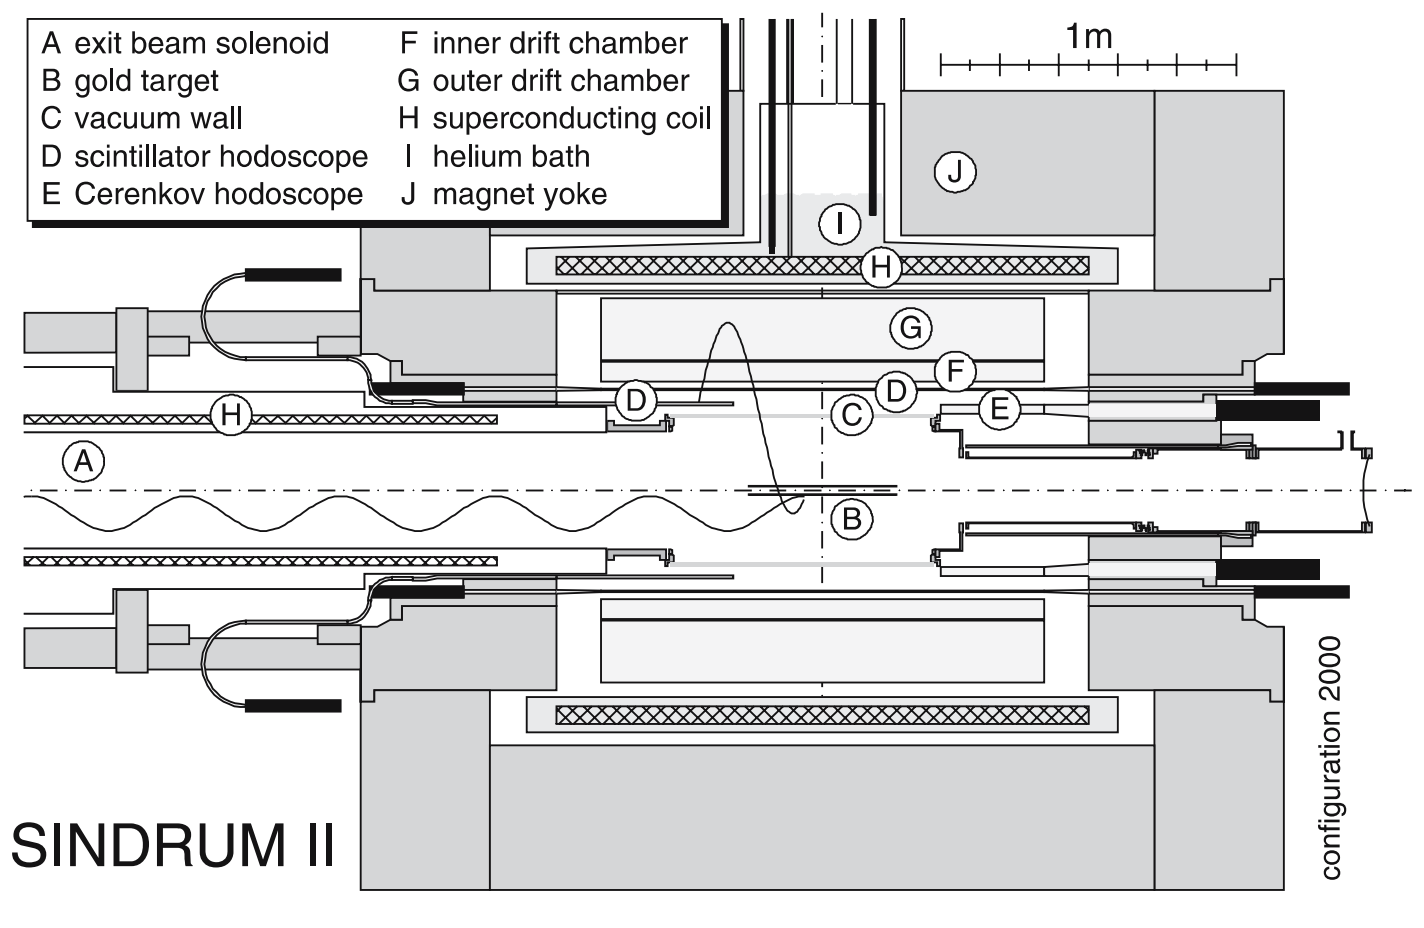 A exit beam solenoid
B gold target
C vacuum wall
D scintillator hodoscope
E Cerenkov hodoscope
F inner drift chamber
G outer drift chamber
H superconducting coil
I helium bath
J magnet yoke
1m
J
I
H
G
F
D
D
C
E
H
A
B
SINDRUM II
configuration 2000